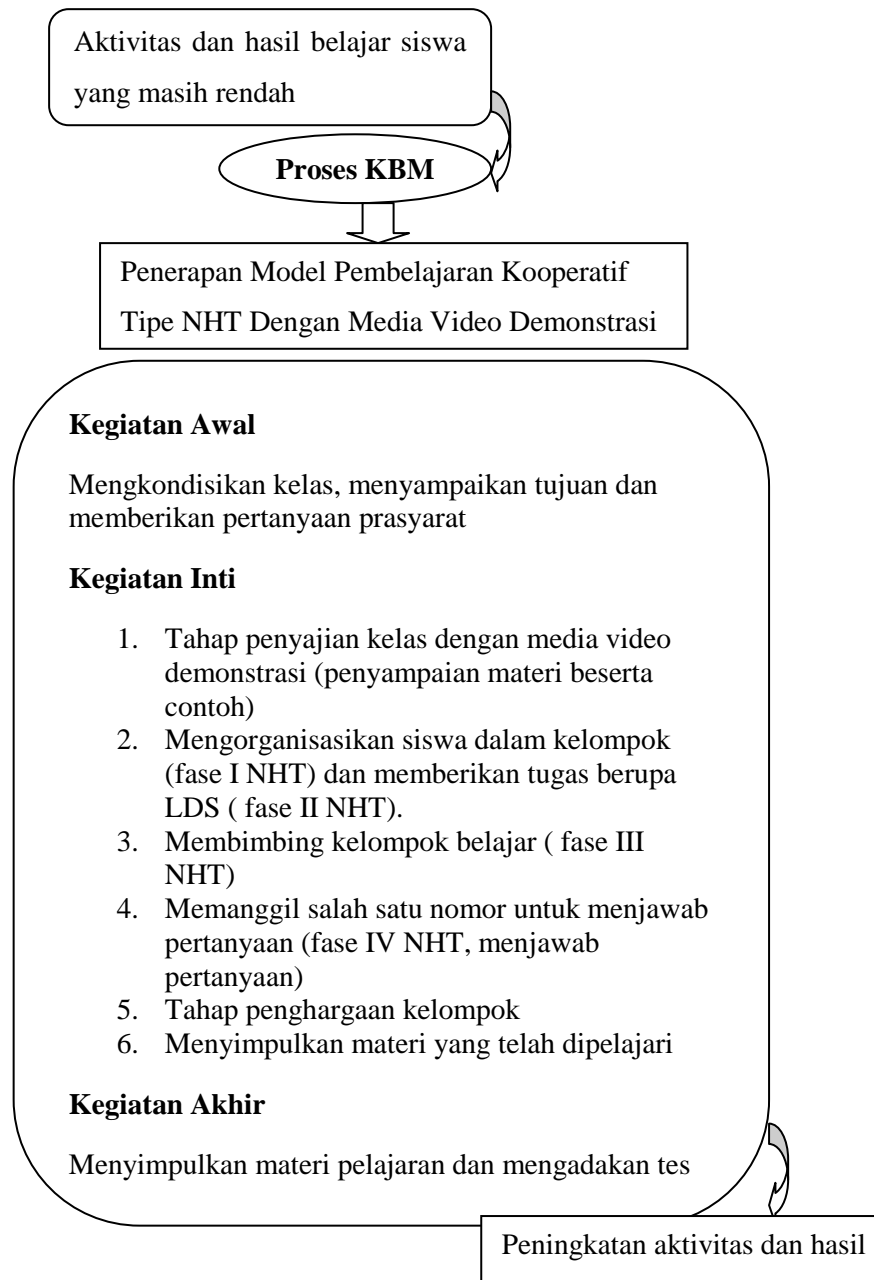 Aktivitas dan hasil belajar siswa
yang masih rendah
Proses KBM
Penerapan Model Pembelajaran Kooperatif
Tipe NHT Dengan Media Video Demonstrasi
Kegiatan Awal
Mengkondisikan kelas, menyampaikan tujuan dan
memberikan pertanyaan prasyarat
Kegiatan Inti
1. Tahap penyajian kelas dengan media video
demonstrasi (penyampaian materi beserta
contoh)
2. Mengorganisasikan siswa dalam kelompok
(fase I NHT) dan memberikan tugas berupa
LDS ( fase II NHT).
3. Membimbing kelompok belajar ( fase III
NHT)
4. Memanggil salah satu nomor untuk menjawab
pertanyaan (fase IV NHT, menjawab
pertanyaan)
5. Tahap penghargaan kelompok
6. Menyimpulkan materi yang telah dipelajari
Kegiatan Akhir
Menyimpulkan materi pelajaran dan mengadakan tes
Peningkatan aktivitas dan hasil